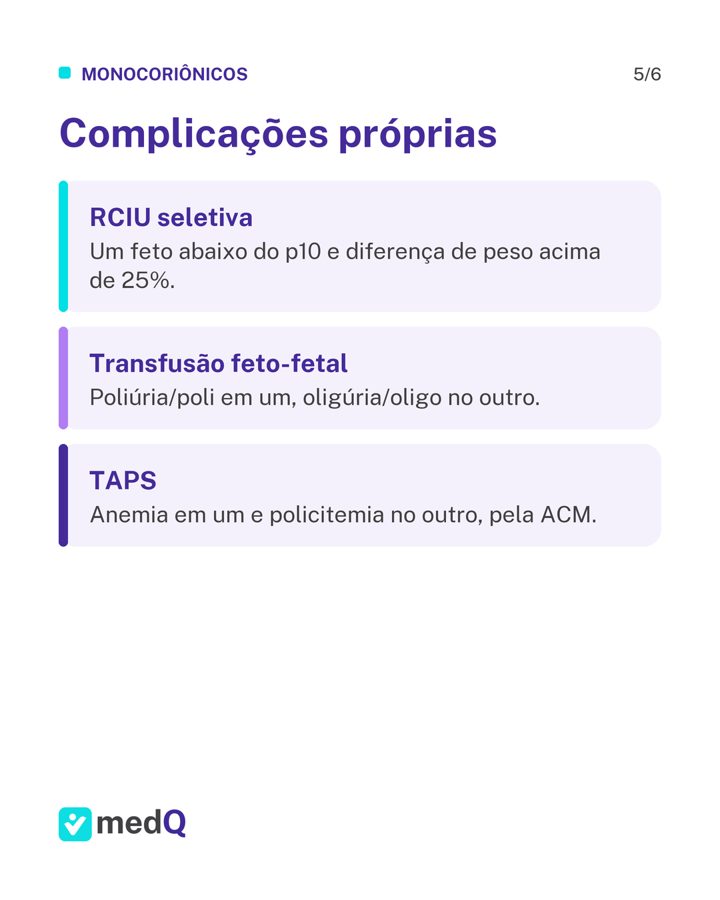 MONOCORIÔNICOS
5/6
Complicações próprias
RCIU seletiva
Um feto abaixo do p10 e diferença de peso acima
de 25%.
Transfusão feto-fetal
Poliúria/poli em um, oligúria/oligo no outro.
TAPS
Anemia em um e policitemia no outro, pela ACM.
medQ